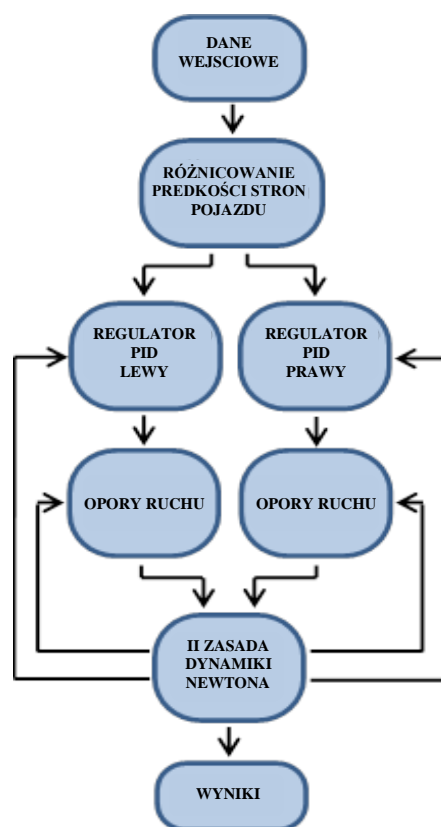 DANE
WEJSCIOWE
RÓŻNICOWANIE
PREDKOŚCI STRON
POJAZDU
REGULATOR
PID
LEWY
REGULATOR
PID
PRAWY
OPORY RUCHU
OPORY RUCHU
II ZASADA
DYNAMIKI
NEWTONA
WYNIKI